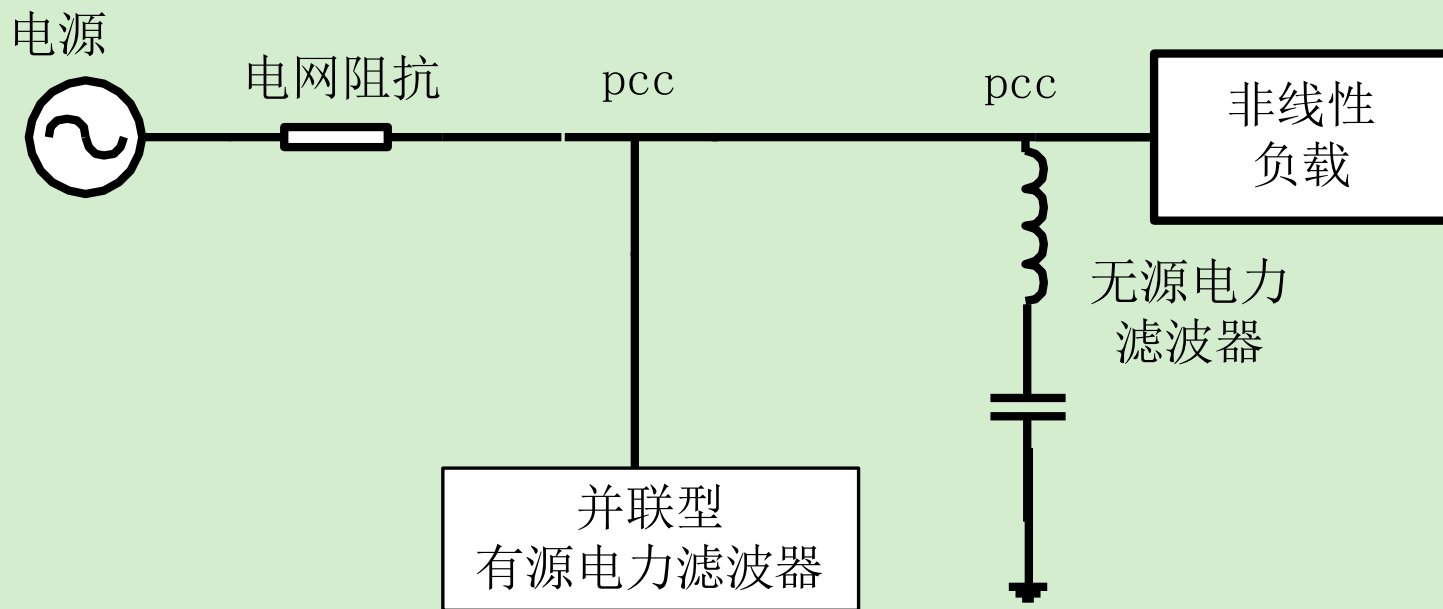 电源
电网阻抗
pcc
pcc
非线性
负载
无源电力
滤波器
并联型
有源电力滤波器